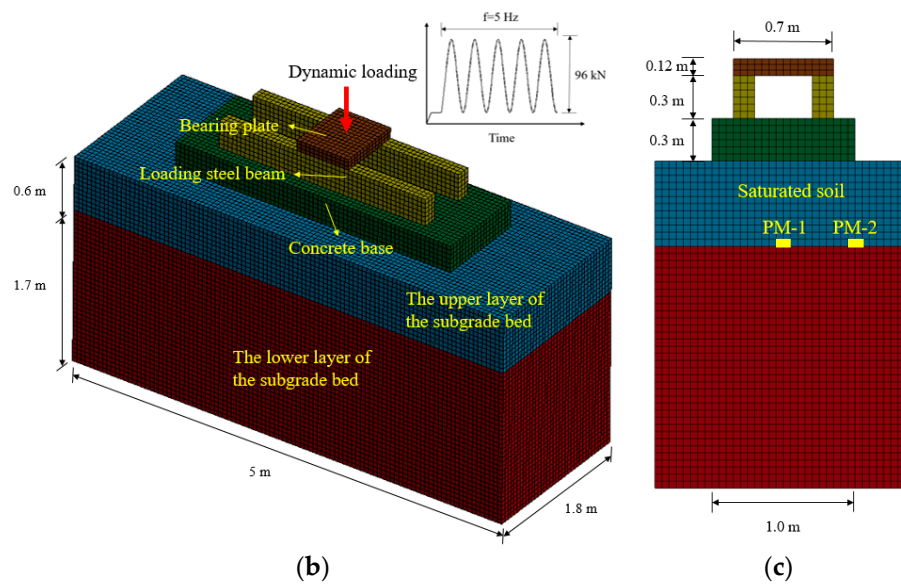 f=5 Hz
96 kN
Time
Dynamic loading
Bearing plate
Loading steel beam
Concrete base
0.6 m
1.7 m
The upper layer of
the subgrade bed
The lower layer of
the subgrade bed
5 m
1.8 m
(b)
0.7 m
0.12 m
0.3 m
0.3 m
Saturated soil
PM-1 PM-2
1.0 m
(c)